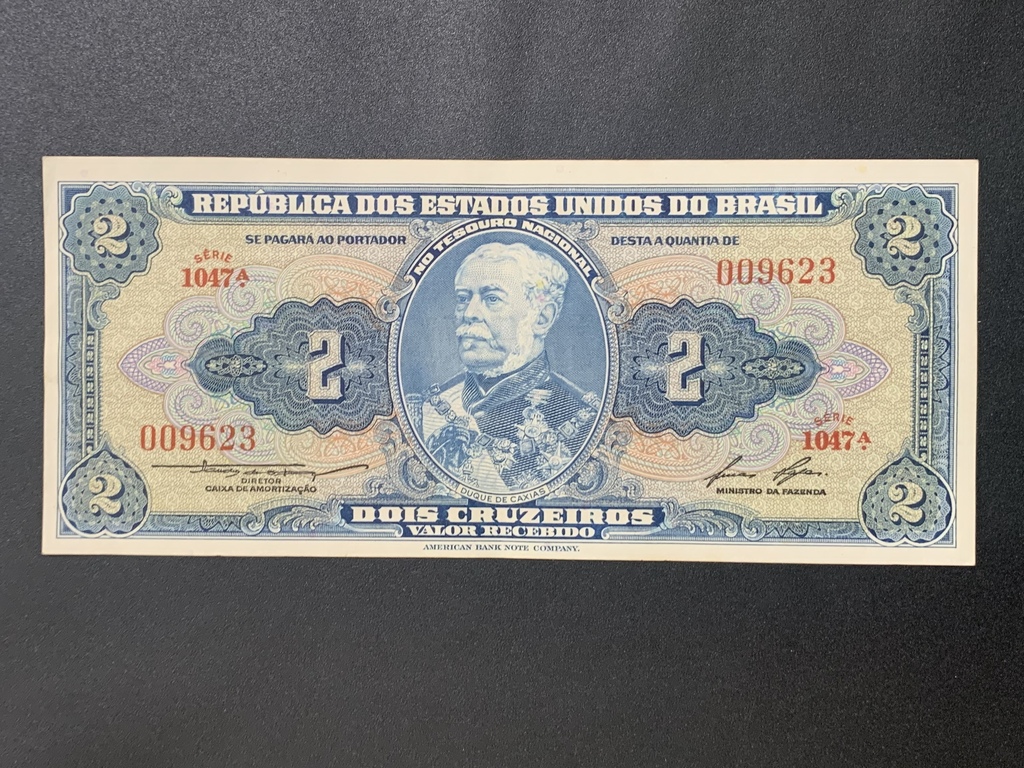 2 REPÚBLICA DOS ESTADOS UNIDOS DO BRASIL 2
SE PAGARÁ AO PORTADOR NO TESOURO NACIONAL DESTA A QUANTIA DE
SÉRIE
1047A. 009623
2 2
009623 SÉRIE
1047A.
DIRETOR
CAIXA DE AMORTIZAÇÃO
MINISTRO DA FAZENDA
DUQUE DE CAXIAS
2 DOIS CRUZEIROS 2
VALOR RECEBIDO
AMERICAN BANK NOTE COMPANY.